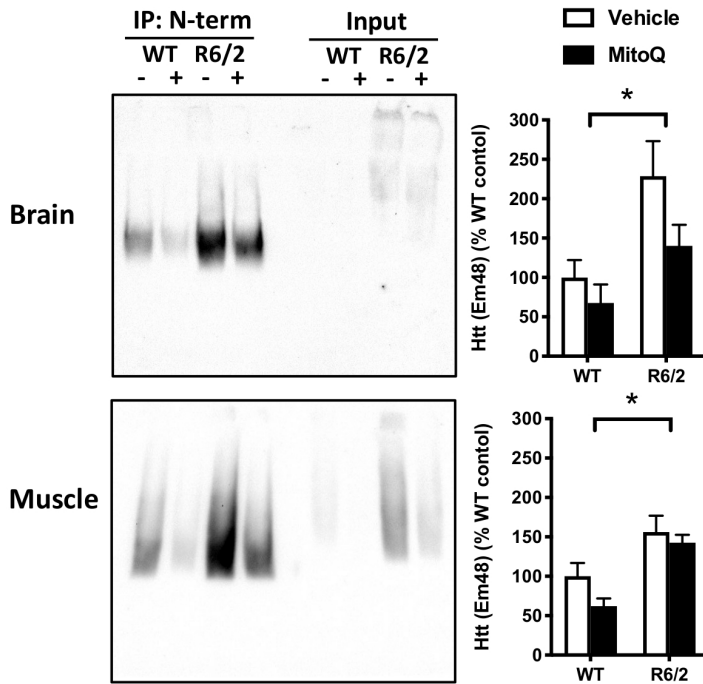 IP: N-term Input
WT R6/2 WT R6/2
- + - + - + - +
Brain
Muscle
Vehicle
MitoQ
*
Htt (Em48) (% WT contol)
300
250
200
150
100
50
0
WT R6/2
*
Htt (Em48) (% WT contol)
300
250
200
150
100
50
0
WT R6/2